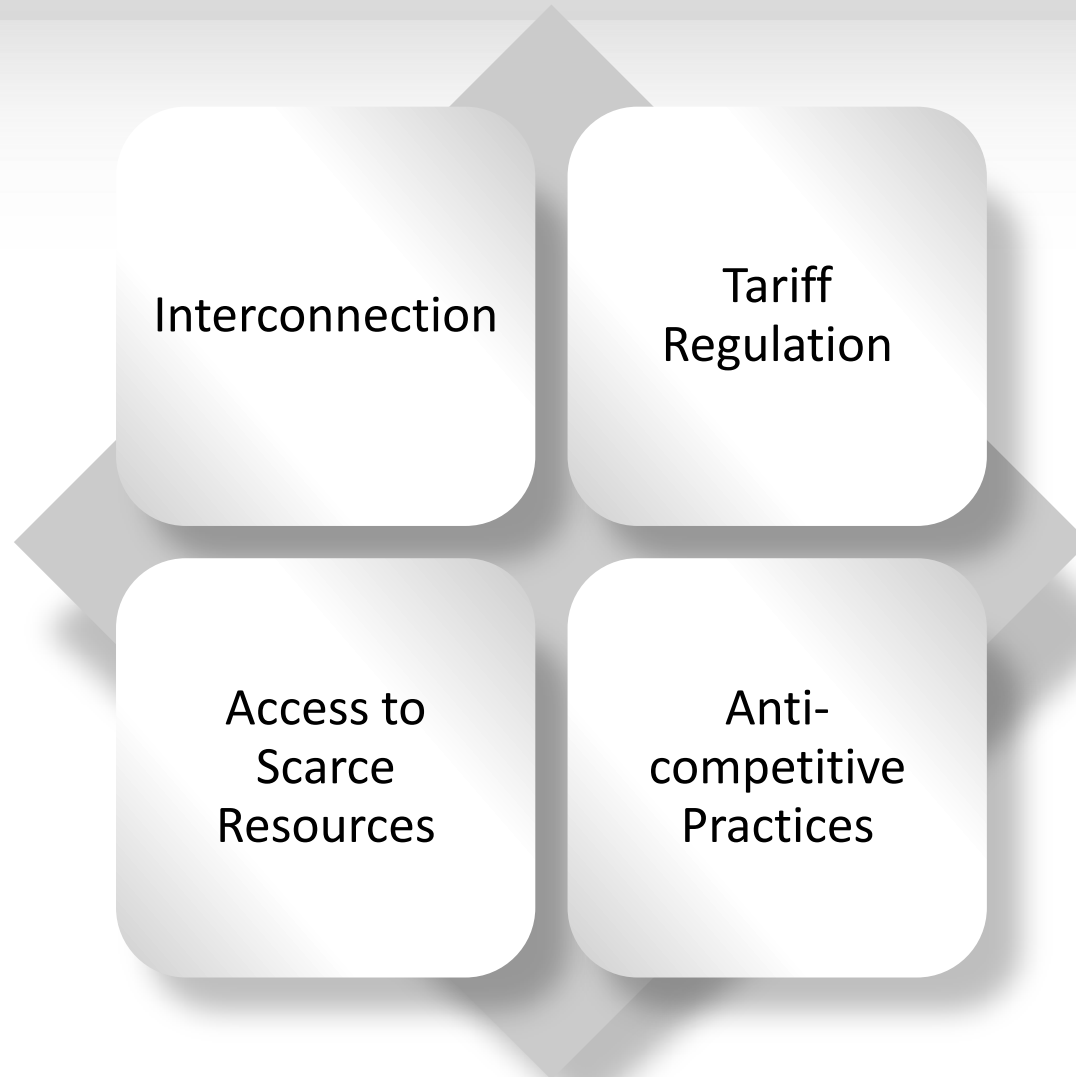 Interconnection
Tariff
Regulation
Access to
Scarce
Resources
Anti-
competitive
Practices